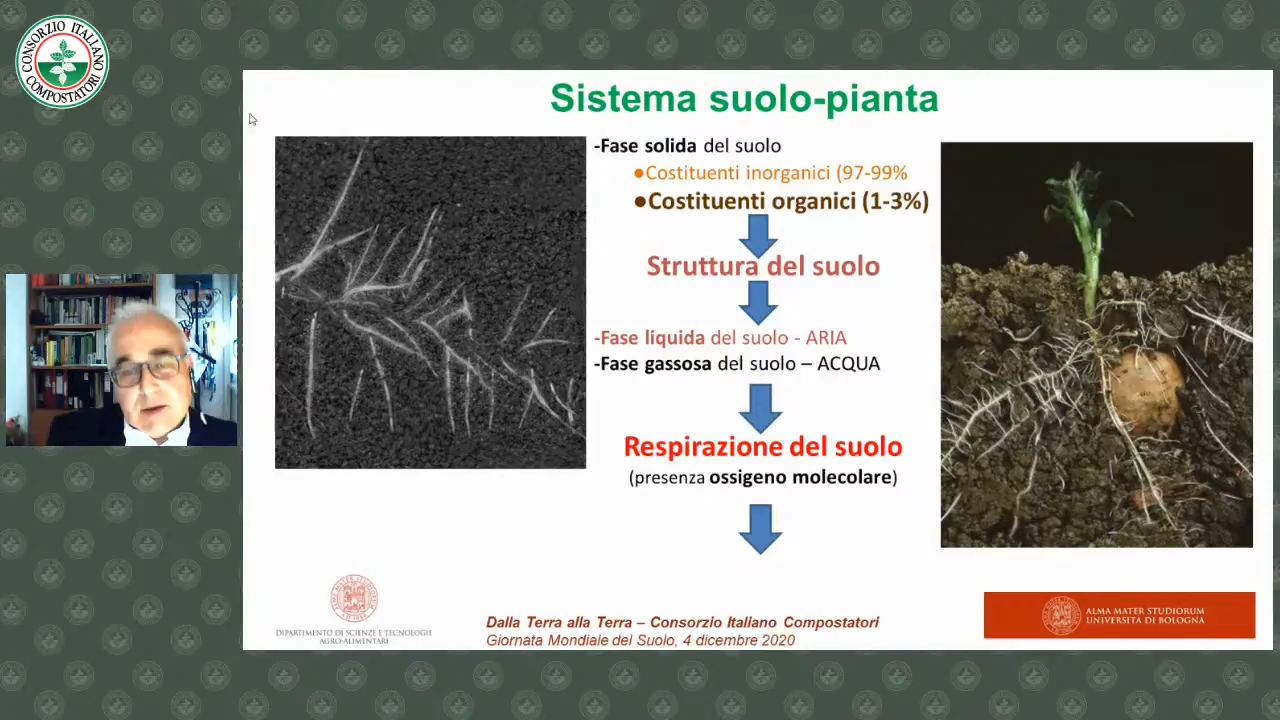 CONSORZIO ITALIANO
COMPOSTATORI
Sistema suolo-pianta
-Fase solida del suolo
●Costituenti inorganici (97-99%
●Costituenti organici (1-3%)
Struttura del suolo
-Fase liquida del suolo - ARIA
-Fase gassosa del suolo – ACQUA
Respirazione del suolo
(presenza ossigeno molecolare)
DIPARTIMENTO DI SCIENZE E TECNOLOGIE
AGRO-ALIMENTARI
Dalla Terra alla Terra – Consorzio Italiano Compostatori
Giornata Mondiale del Suolo, 4 dicembre 2020
ALMA MATER STUDIORUM
UNIVERSITÀ DI BOLOGNA